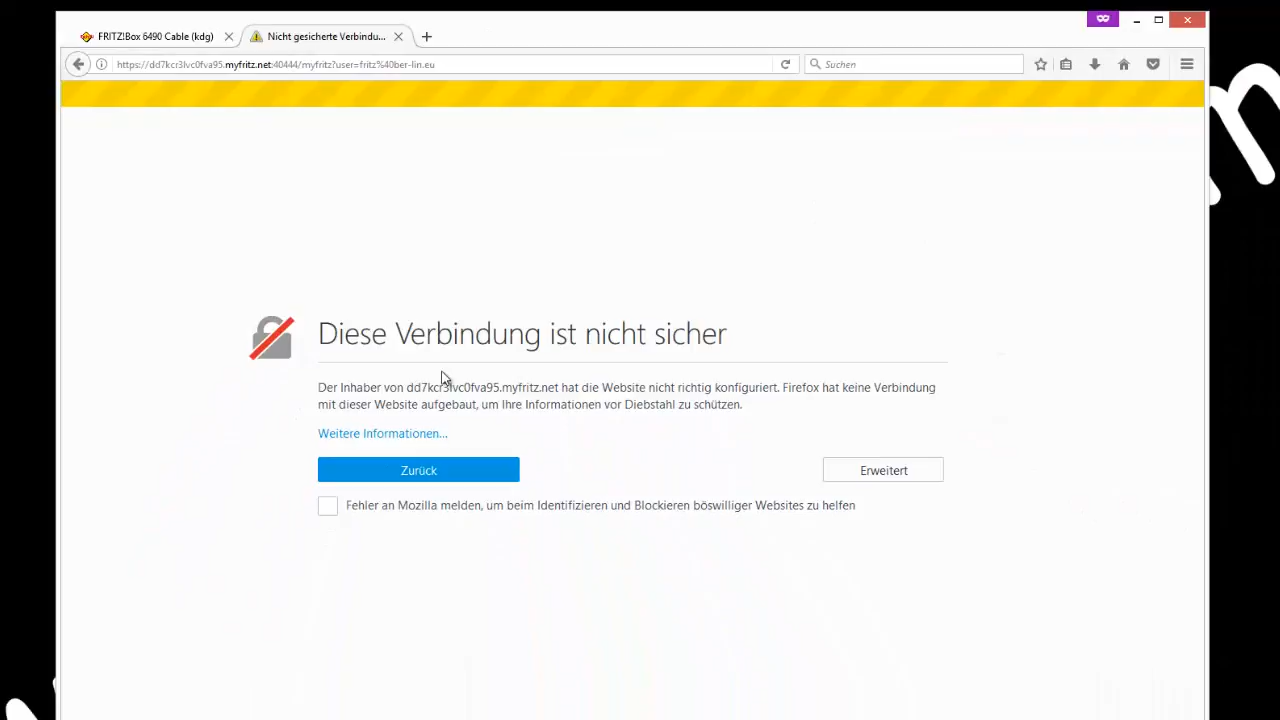 FRITZ!Box 6490 Cable (kdg)
Nicht gesicherte Verbindu...
https://dd7kcr3lvc0fva95.myfritz.net:40444/myfritz?user=fritz%40ber-lin.eu
Suchen
Diese Verbindung ist nicht sicher
Der Inhaber von dd7kcr3lvc0fva95.myfritz.net hat die Website nicht richtig konfiguriert. Firefox hat keine Verbindung
mit dieser Website aufgebaut, um Ihre Informationen vor Diebstahl zu schützen.
Weitere Informationen...
Zurück
Erweitert
Fehler an Mozilla melden, um beim Identifizieren und Blockieren böswilliger Websites zu helfen